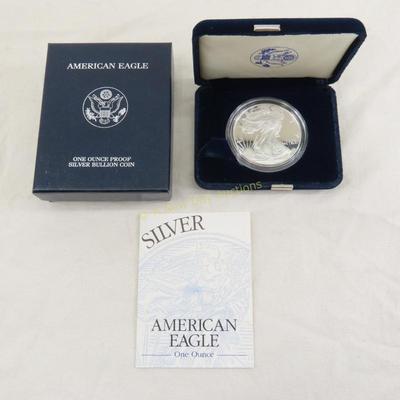 AMERICAN EAGLE
ONE OUNCE PROOF
SILVER BULLION COIN
SILVER
AMERICAN
EAGLE
One Ounce